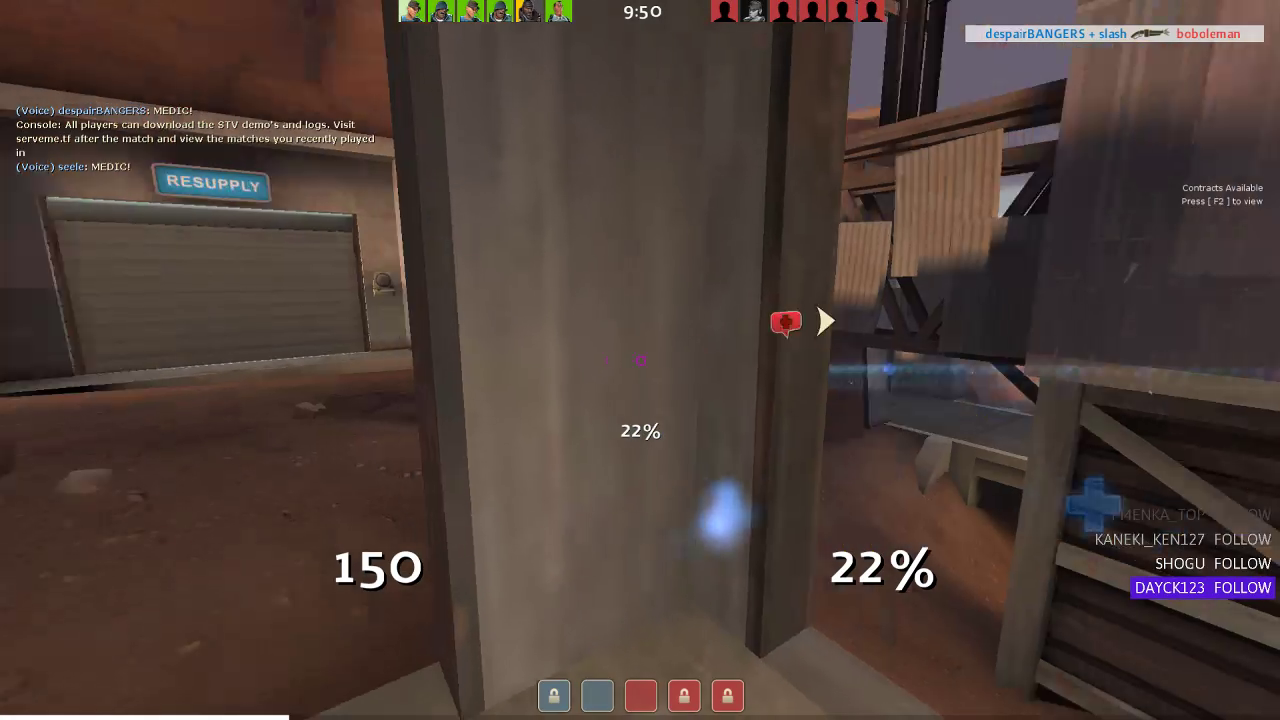 9:50
despairBANGERS + slash boboleman
(Voice) despairBANGERS: MEDIC!
Console: All players can download the STV demo's and logs. Visit
serveme.tf after the match and view the matches you recently played
in
(Voice) seele: MEDIC!
RESUPPLY
Contracts Available
Press [ F2 ] to view
22%
150
22%
FOLLOW
KANEKI_KEN127 FOLLOW
SHOGU FOLLOW
DAYCK123 FOLLOW